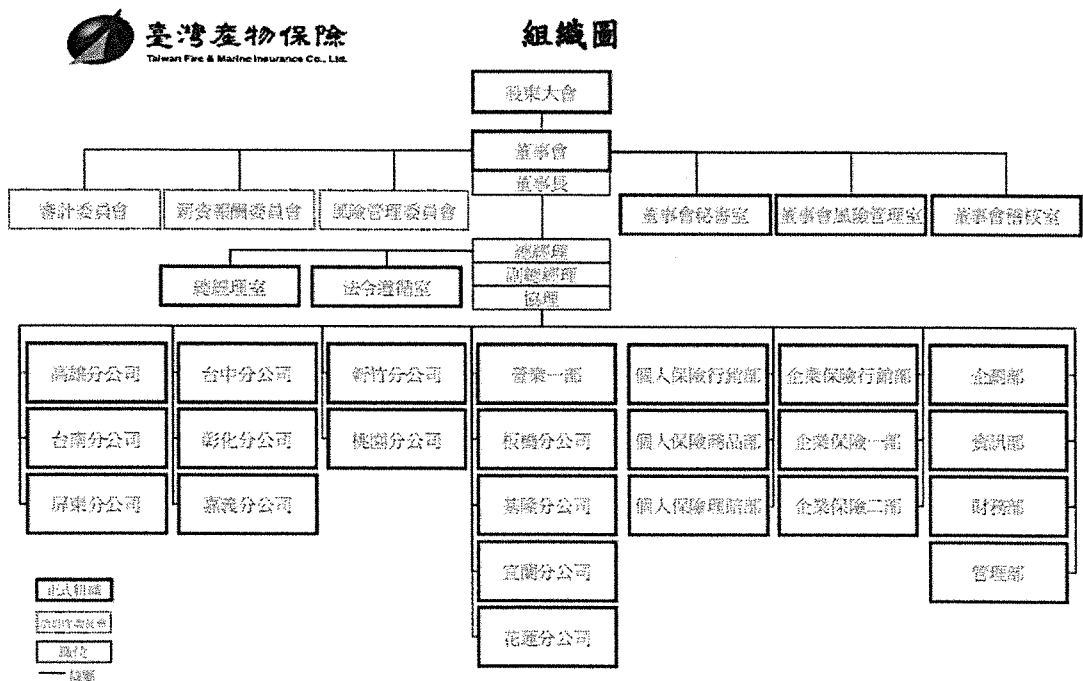 臺灣產物保險
Taiwan Fire & Marine Insurance Co., Ltd.
組織圖
股東大會
董事會
董事長
審計委員會
薪資報酬委員會
風險管理委員會
董事會秘書室
董事會風險管理室
董事會稽核室
總經理
副總經理
協理
總經理室
法令遵循室
高雄分公司
台中分公司
新竹分公司
營業一部
個人保險行銷部
企業保險行銷部
企劃部
台南分公司
彰化分公司
桃園分公司
板橋分公司
個人保險商品部
企業保險一部
資訊部
屏東分公司
嘉義分公司
基隆分公司
個人保險理賠部
企業保險二部
財務部
宜蘭分公司
管理部
花蓮分公司
正式組織
職位